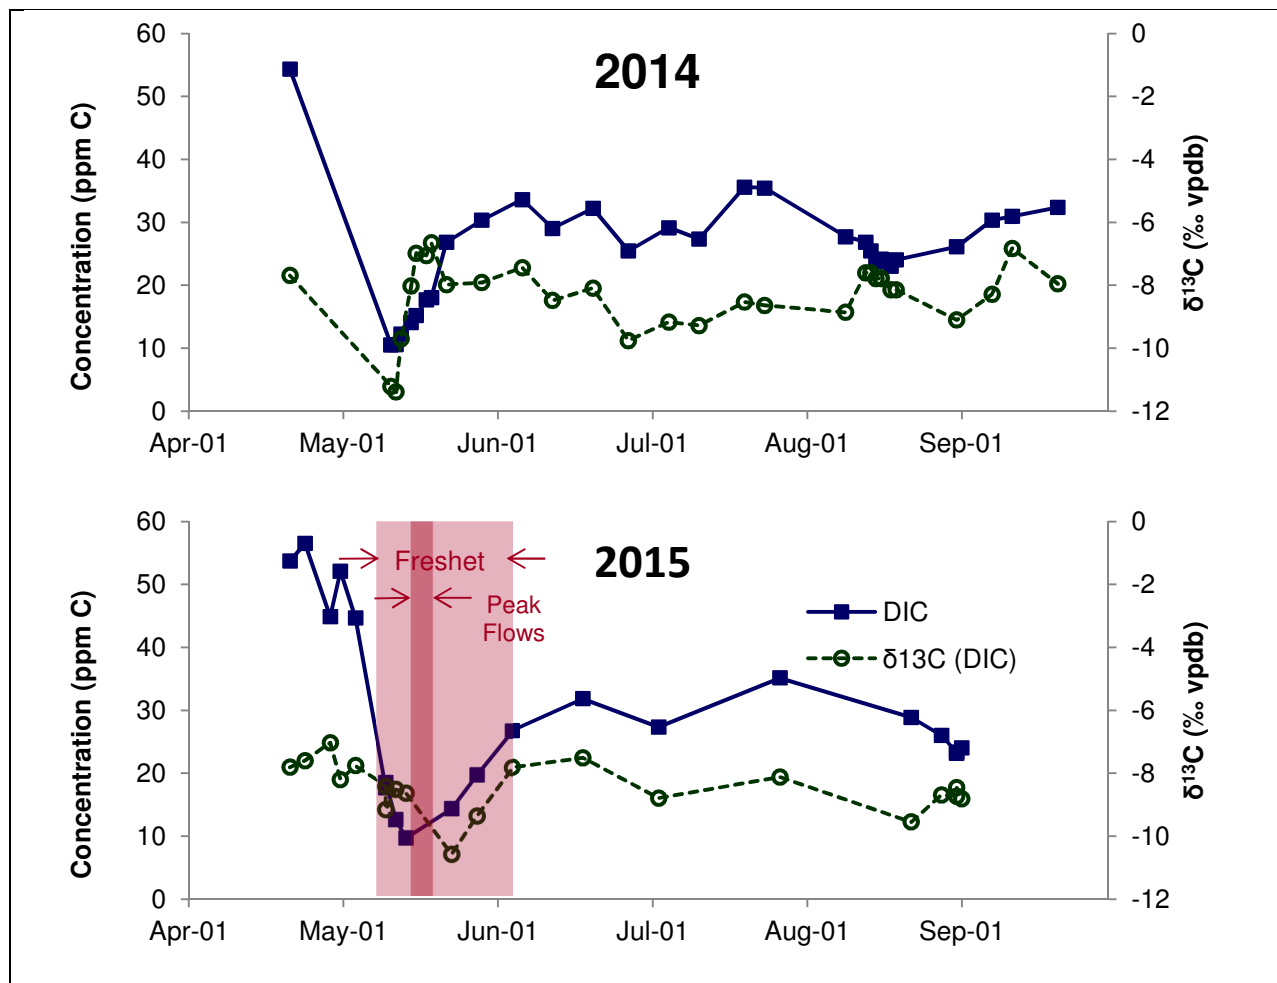 2014
Concentration (ppm C)
60
50
40
30
20
10
0
0
-2
-4
-6
-8
-10
-12
δ¹³C (‰ vpdb)
Apr-01 May-01 Jun-01 Jul-01 Aug-01 Sep-01
2015
Concentration (ppm C)
60
50
40
30
20
10
0
Freshet
Peak
Flows
DIC
δ13C (DIC)
0
-2
-4
-6
-8
-10
-12
δ¹³C (‰ vpdb)
Apr-01 May-01 Jun-01 Jul-01 Aug-01 Sep-01